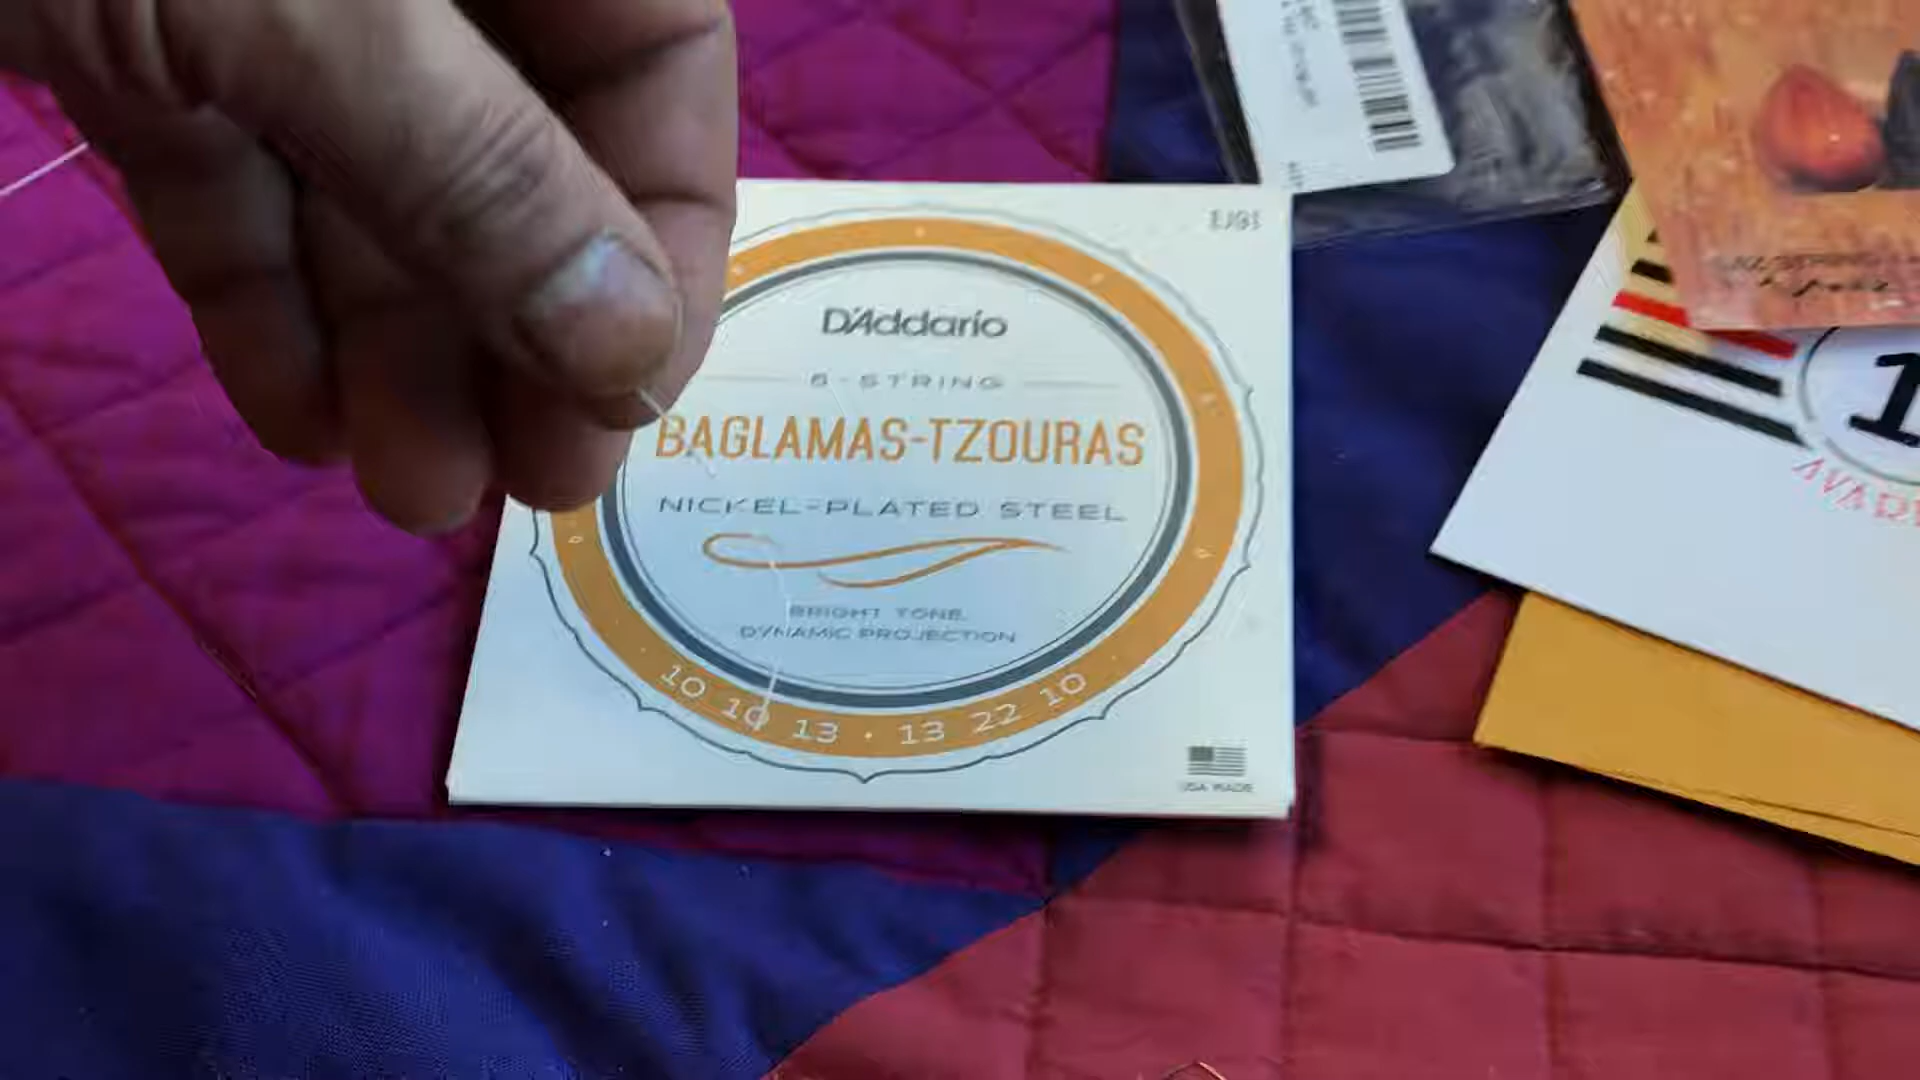 EJ91
D'Addario
6-STRING
BAGLAMAS-TZOURAS
NICKEL-PLATED STEEL
BRIGHT TONE,
DYNAMIC PROJECTION
10 10 13 · 13 22 10
USA MADE
1